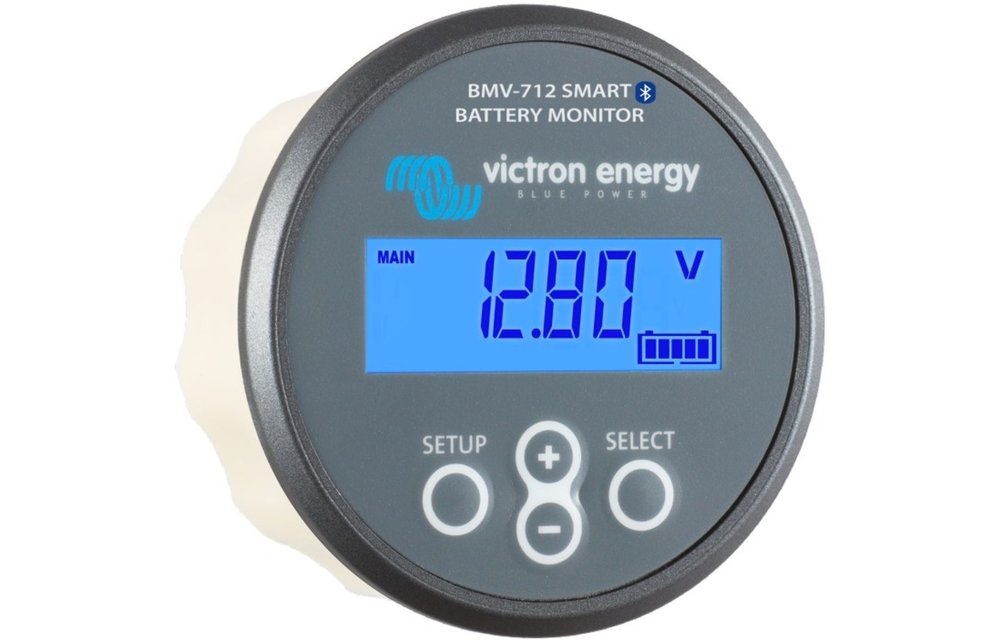 BMV-712 SMART
BATTERY MONITOR
victron energy
BLUE POWER
MAIN 12.80 V
SETUP + SELECT
−